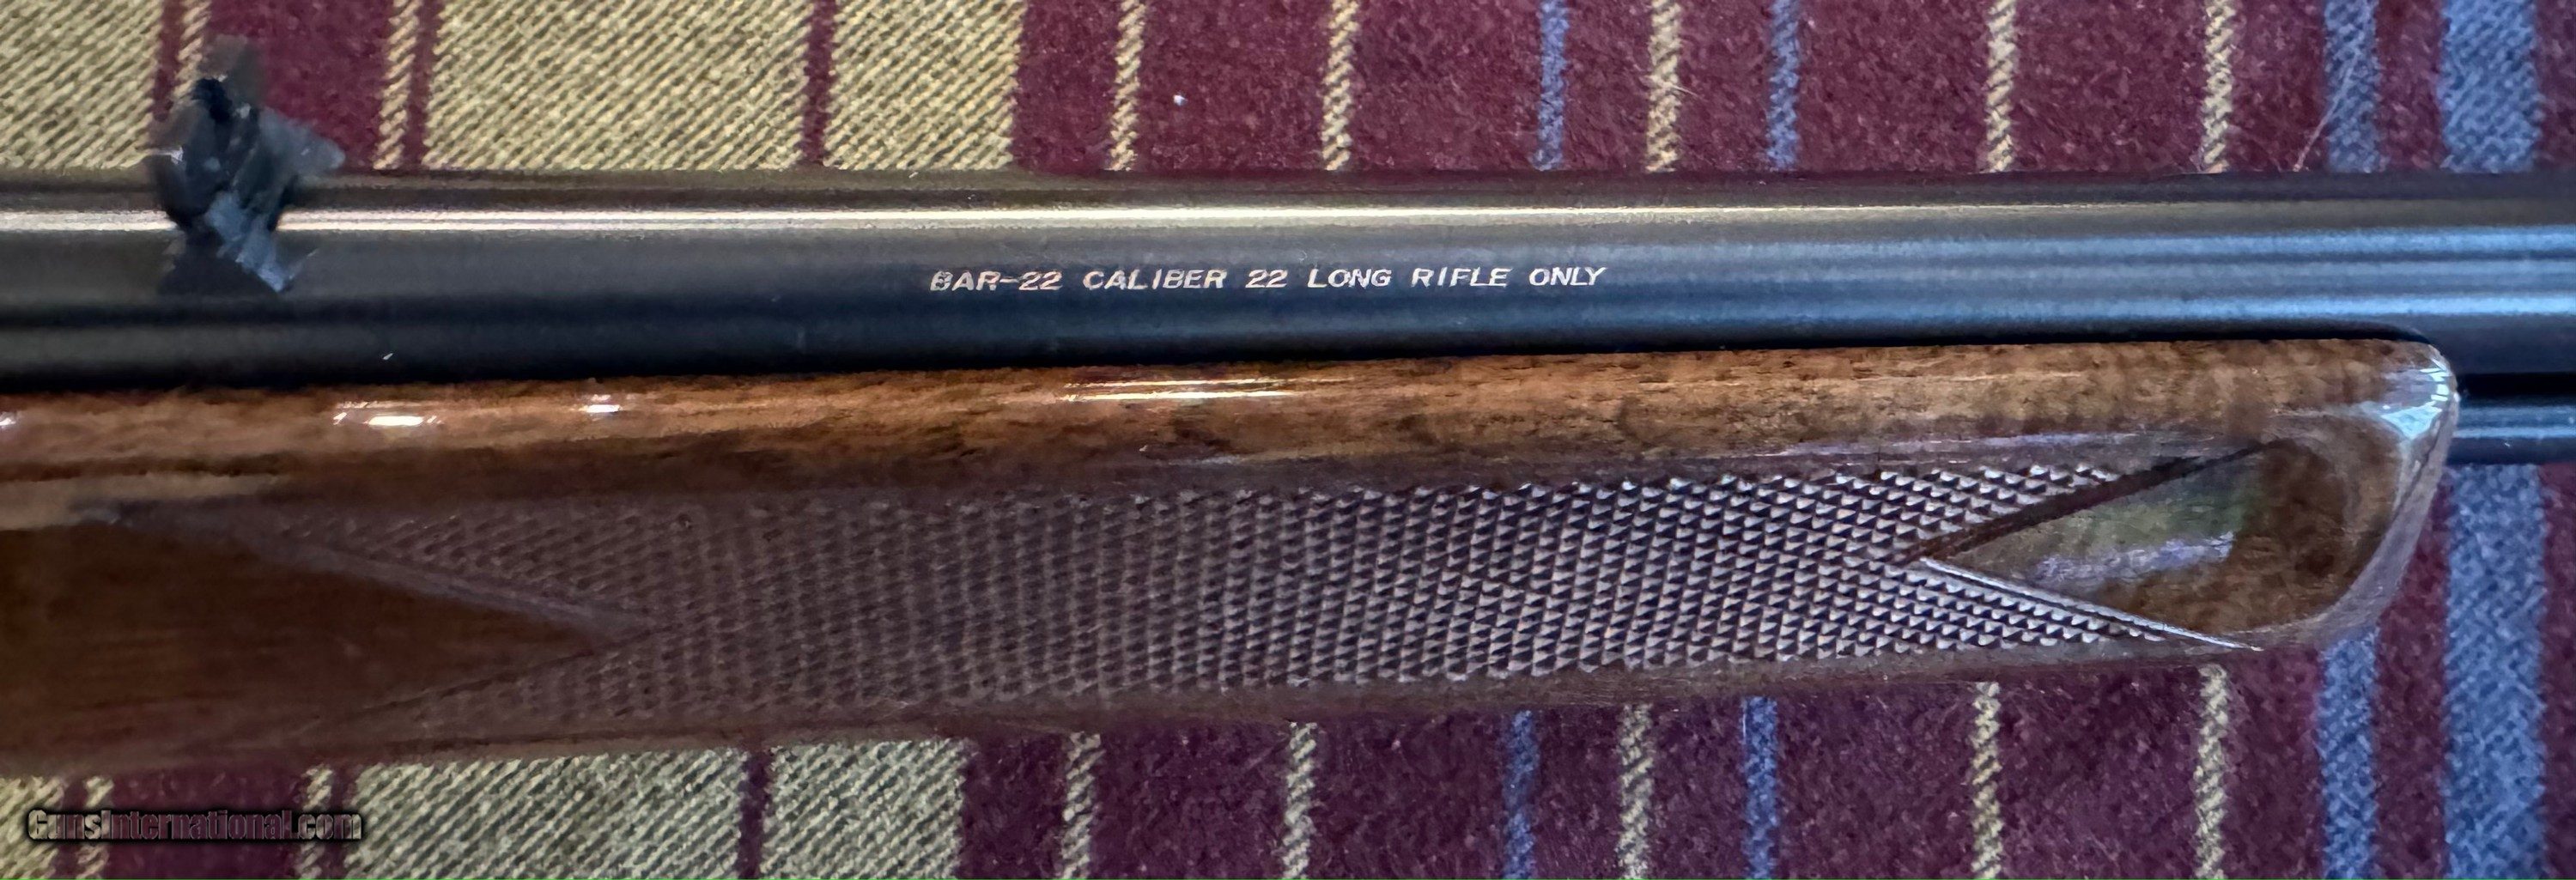 BAR-22 CALIBER 22 LONG RIFLE ONLY
GunsInternational.com